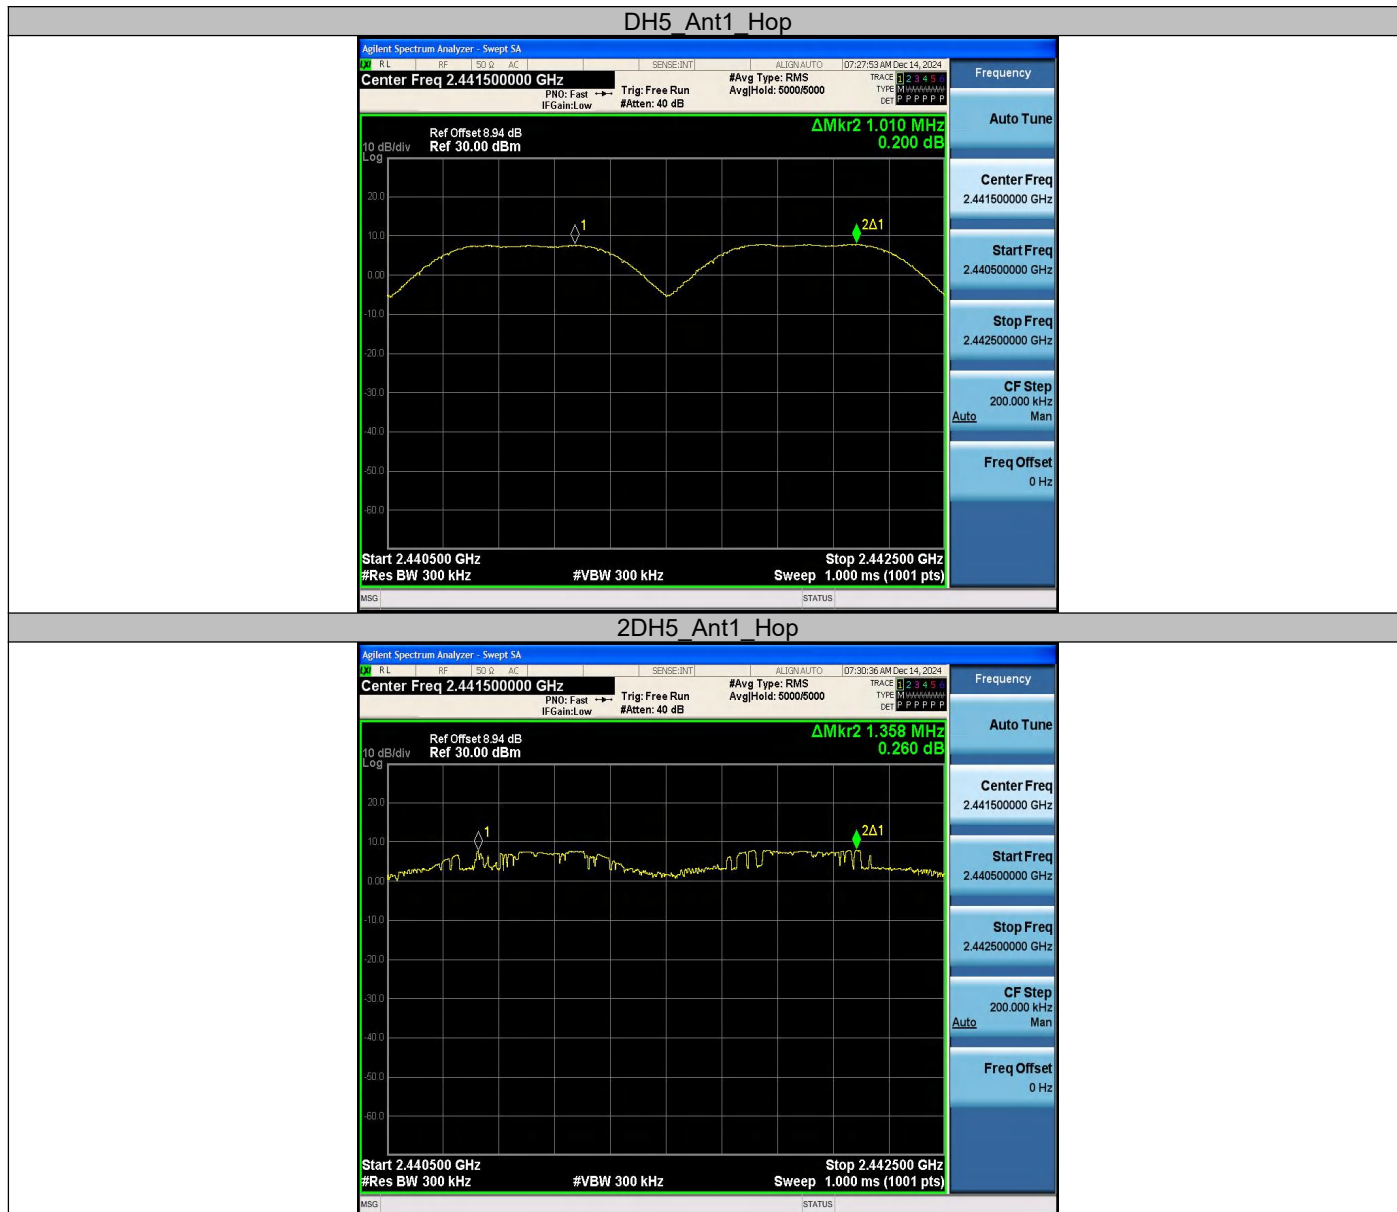 DH5_Ant1_Hop
Agilent Spectrum Analyzer - Swept SA
LXI RL RF 50 Ω AC SENSE:INT ALIGNAUTO 07:27:53 AM Dec 14, 2024
Center Freq 2.441500000 GHz
PNO: Fast
IFGain:Low
Trig: Free Run
#Atten: 40 dB
#Avg Type: RMS
Avg|Hold: 5000/5000
TRACE 1 2 3 4 5 6
TYPE M WWWWW
DET P P P P P P
Frequency
Auto Tune
Center Freq
2.441500000 GHz
Start Freq
2.440500000 GHz
Stop Freq
2.442500000 GHz
CF Step
200.000 kHz
Auto Man
Freq Offset
0 Hz
ΔMkr2 1.010 MHz
0.200 dB
Ref Offset 8.94 dB
10 dB/div Ref 30.00 dBm
Log
20.0
10.0
0.00
-10.0
-20.0
-30.0
-40.0
-50.0
-60.0
1
2Δ1
Start 2.440500 GHz Stop 2.442500 GHz
#Res BW 300 kHz #VBW 300 kHz Sweep 1.000 ms (1001 pts)
MSG STATUS
2DH5_Ant1_Hop
Agilent Spectrum Analyzer - Swept SA
LXI RL RF 50 Ω AC SENSE:INT ALIGNAUTO 07:30:36 AM Dec 14, 2024
Center Freq 2.441500000 GHz
PNO: Fast
IFGain:Low
Trig: Free Run
#Atten: 40 dB
#Avg Type: RMS
Avg|Hold: 5000/5000
TRACE 1 2 3 4 5 6
TYPE M WWWWW
DET P P P P P P
Frequency
Auto Tune
Center Freq
2.441500000 GHz
Start Freq
2.440500000 GHz
Stop Freq
2.442500000 GHz
CF Step
200.000 kHz
Auto Man
Freq Offset
0 Hz
ΔMkr2 1.358 MHz
0.260 dB
Ref Offset 8.94 dB
10 dB/div Ref 30.00 dBm
Log
20.0
10.0
0.00
-10.0
-20.0
-30.0
-40.0
-50.0
-60.0
1
2Δ1
Start 2.440500 GHz Stop 2.442500 GHz
#Res BW 300 kHz #VBW 300 kHz Sweep 1.000 ms (1001 pts)
MSG STATUS